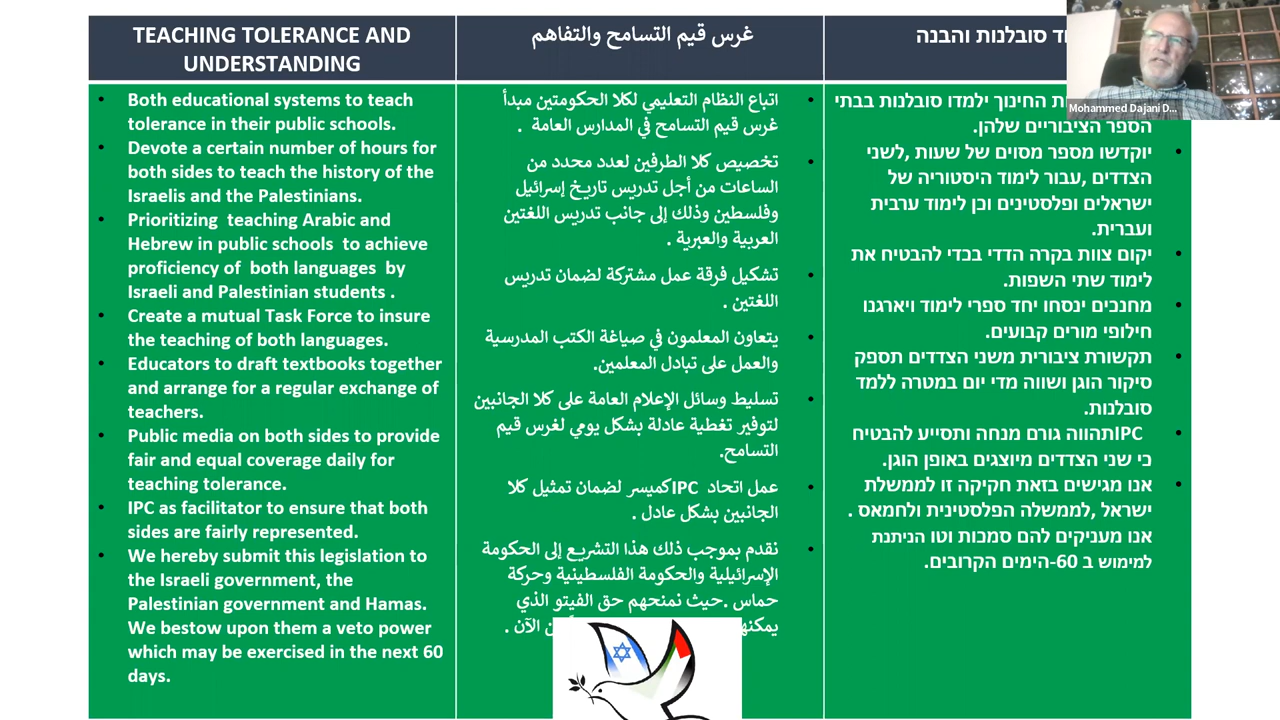 TEACHING TOLERANCE AND
UNDERSTANDING
• Both educational systems to teach
tolerance in their public schools.
• Devote a certain number of hours for
both sides to teach the history of the
Israelis and the Palestinians.
• Prioritizing teaching Arabic and
Hebrew in public schools to achieve
proficiency of both languages by
Israeli and Palestinian students .
• Create a mutual Task Force to insure
the teaching of both languages.
• Educators to draft textbooks together
and arrange for a regular exchange of
teachers.
• Public media on both sides to provide
fair and equal coverage daily for
teaching tolerance.
• IPC as facilitator to ensure that both
sides are fairly represented.
• We hereby submit this legislation to
the Israeli government, the
Palestinian government and Hamas.
We bestow upon them a veto power
which may be exercised in the next 60
days.
غرس قيم التسامح والتفاهم
• اتباع النظام التعليمي لكلا الحكومتين مبدأ
غرس قيم التسامح في المدارس العامة .
• تخصيص كلا الطرفين لعدد محدد من
الساعات من أجل تدريس تاريخ إسرائيل
وفلسطين وذلك إلى جانب تدريس اللغتين
العربية والعبرية .
• تشكيل فرقة عمل مشتركة لضمان تدريس
اللغتين .
• يتعاون المعلمون في صياغة الكتب المدرسية
والعمل على تبادل المعلمين.
• تسليط وسائل الإعلام العامة على كلا الجانبين
لتوفير تغطية عادلة بشكل يومي لغرس قيم
التسامح.
• عمل اتحاد IPCكميسر لضمان تمثيل كلا
الجانبين بشكل عادل .
• نقدم بموجب ذلك هذا التشريع إلى الحكومة
الإسرائيلية والحكومة الفلسطينية وحركة
حماس .حيث نمنحهم حق الفيتو الذي
الآن .
סובלנות והבנה
החינוך ילמדו סובלנות בבתי
הספר הציבוריים שלהן.
• יוקדשו מספר מסוים של שעות ,לשני
הצדדים ,עבור לימוד היסטוריה של
ישראלים ופלסטינים וכן לימוד ערבית
ועברית.
• יקום צוות בקרה הדדי בכדי להבטיח את
לימוד שתי השפות.
• מחנכים ינסחו יחד ספרי לימוד ויארגנו
חילופי מורים קבועים.
• תקשורת ציבורית משני הצדדים תספק
סיקור הוגן ושווה מדי יום במטרה ללמד
סובלנות.
• IPCתהווה גורם מנחה ותסייע להבטיח
כי שני הצדדים מיוצגים באופן הוגן.
• אנו מגישים בזאת חקיקה זו לממשלת
ישראל ,לממשלה הפלסטינית ולחמאס .
אנו מעניקים להם סמכות וטו הניתנת
למימוש ב 60-הימים הקרובים.
Mohammed Dajani D...